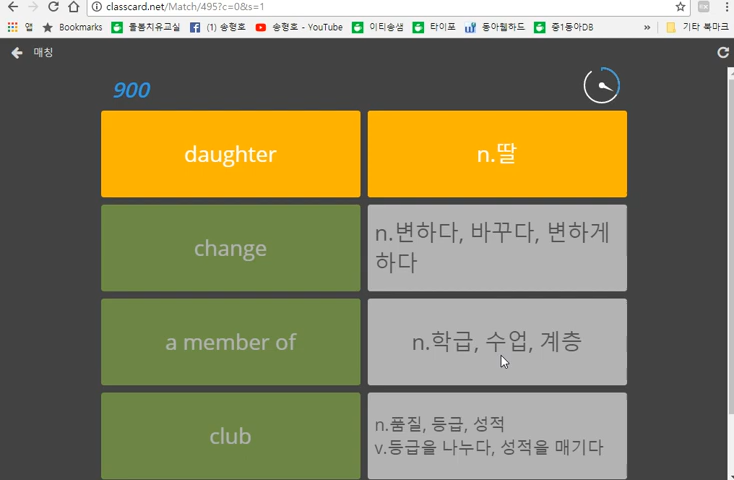 classcard.net/Match/495?c=0&s=1
앱 Bookmarks 돌봄치유교실 (1) 송형호 송형호 - YouTube 이티송샘 타이포 동아웹하드 중1동아DB » 기타 북마크
매칭
900
daughter
n.딸
change
n.변하다, 바꾸다, 변하게
하다
a member of
n.학급, 수업, 계층
club
n.품질, 등급, 성적
v.등급을 나누다, 성적을 매기다